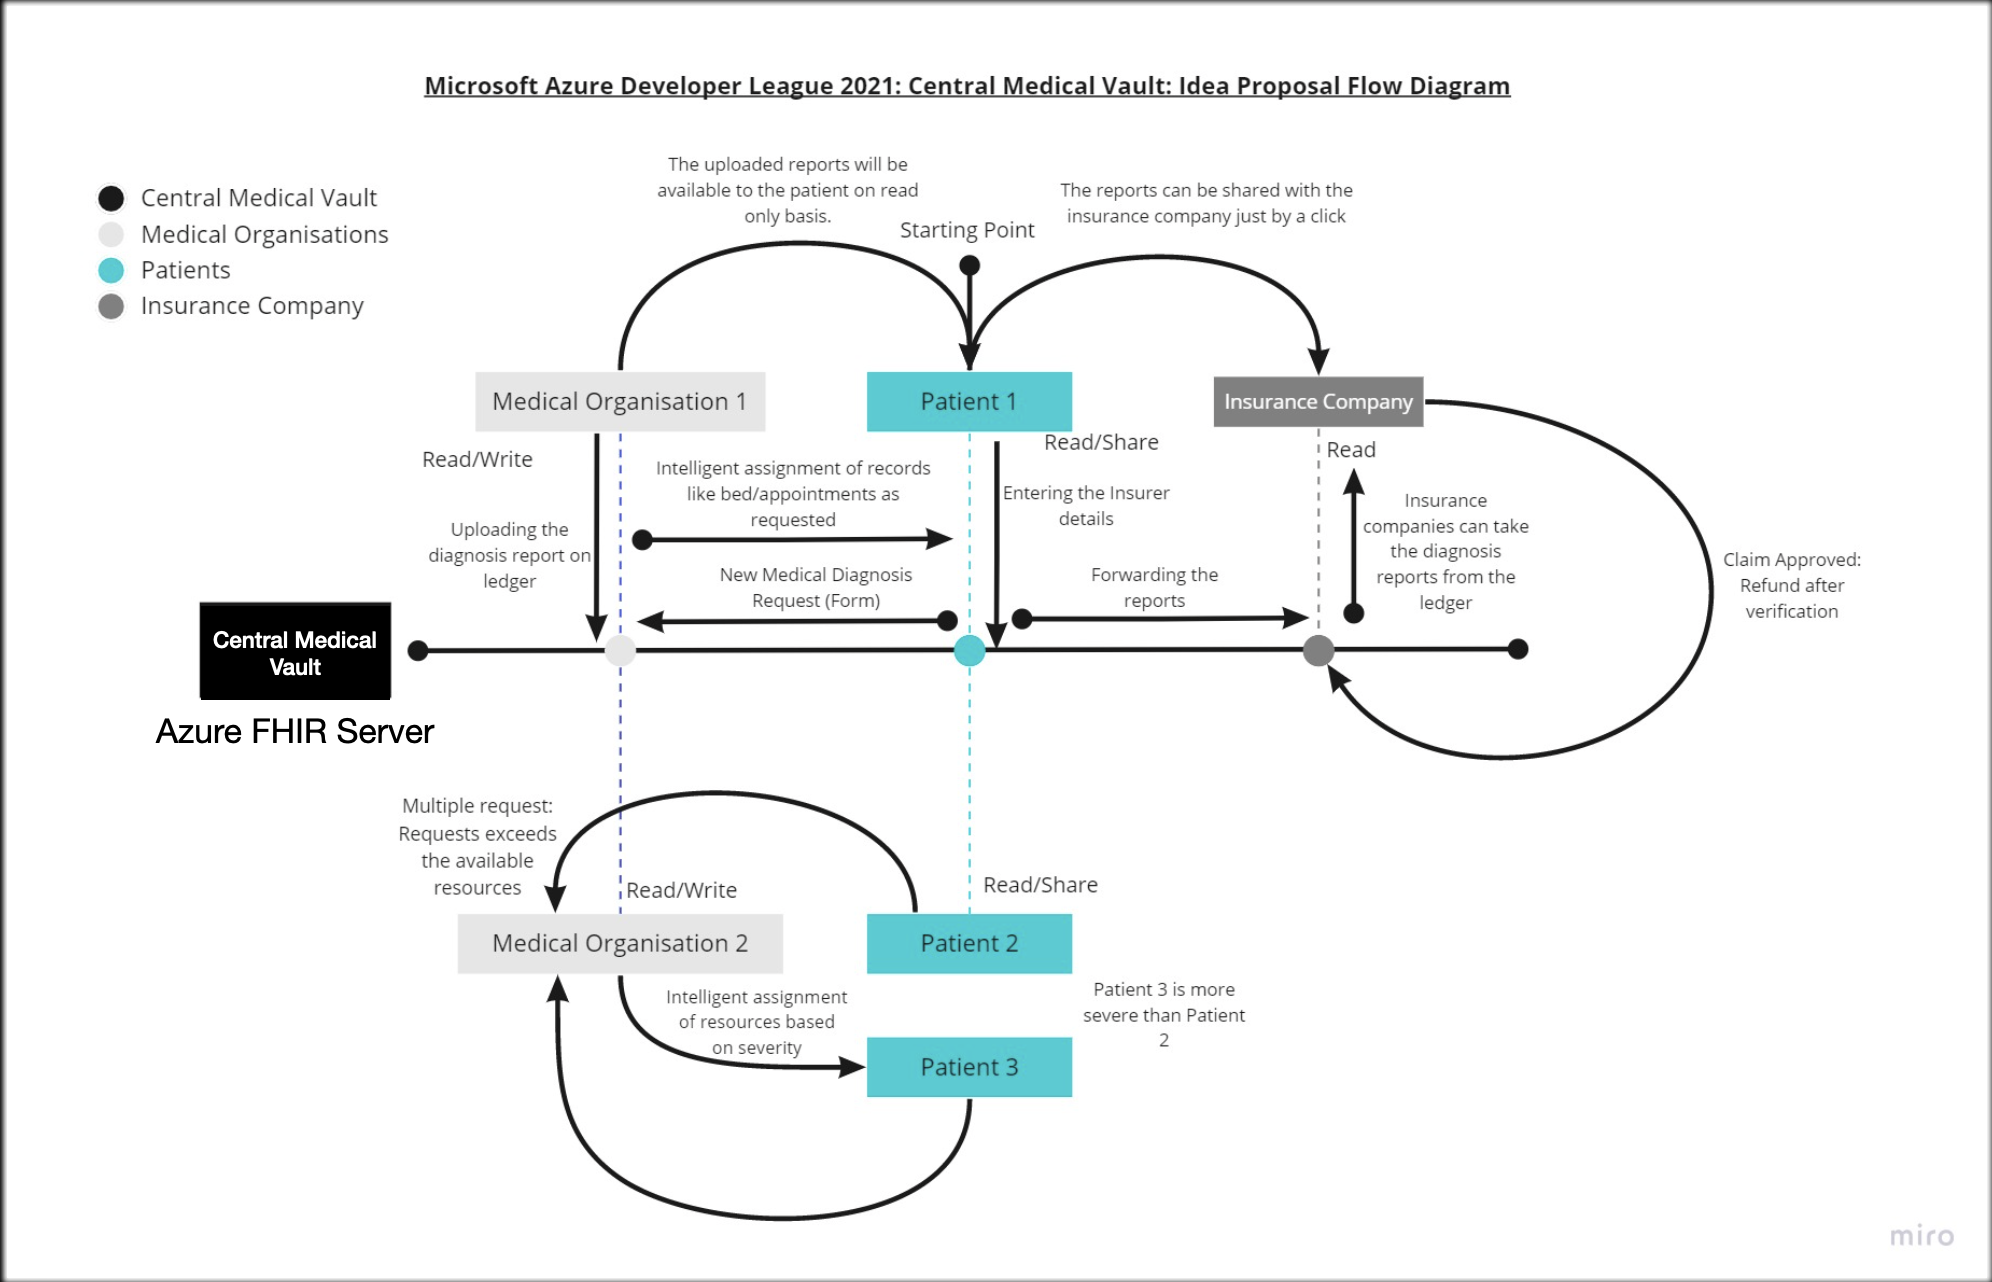 Microsoft Azure Developer League 2021: Central Medical Vault: Idea Proposal Flow Diagram
Central Medical Vault
Medical Organisations
Patients
Insurance Company
The uploaded reports will be
available to the patient on read
only basis.
Starting Point
The reports can be shared with the
insurance company just by a click
Medical Organisation 1
Patient 1
Insurance Company
Read/Write
Read/Share
Read
Intelligent assignment of records
like bed/appointments as
requested
Entering the Insurer
details
Insurance
companies can take
the diagnosis
reports from the
ledger
Uploading the
diagnosis report on
ledger
New Medical Diagnosis
Request (Form)
Forwarding the
reports
Claim Approved:
Refund after
verification
Central Medical
Vault
Azure FHIR Server
Multiple request:
Requests exceeds
the available
resources
Read/Write
Read/Share
Medical Organisation 2
Patient 2
Intelligent assignment
of resources based
on severity
Patient 3 is more
severe than Patient
2
Patient 3
miro